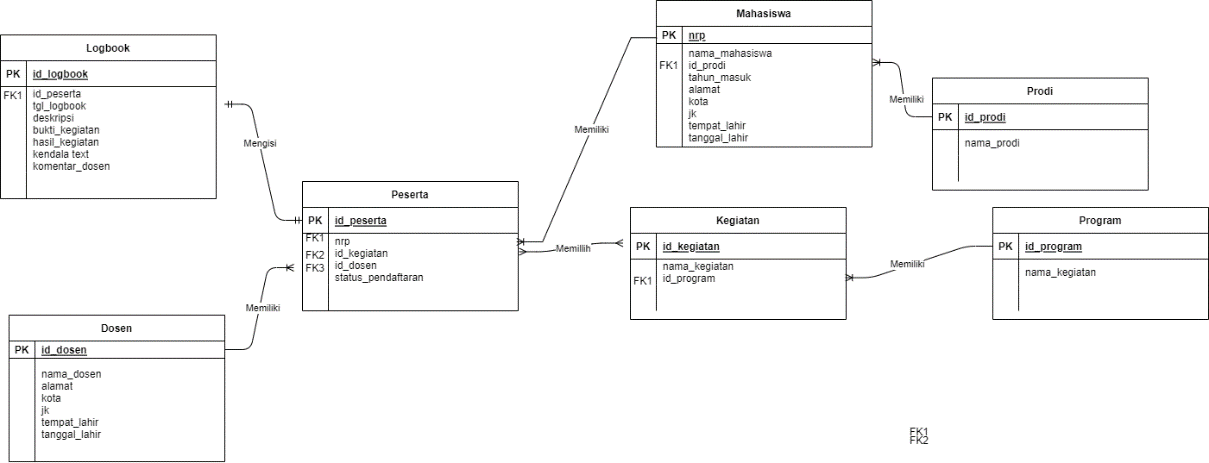 Logbook
PK id_logbook
FK1 id_peserta
tgl_logbook
deskripsi
bukti_kegiatan
hasil_kegiatan
kendala text
komentar_dosen
Mengisi
Mahasiswa
PK nrp
nama_mahasiswa
FK1 id_prodi
tahun_masuk
alamat
kota
jk
tempat_lahir
tanggal_lahir
Memiliki
Memiliki
Prodi
PK id_prodi
nama_prodi
Peserta
PK id_peserta
FK1 nrp
FK2 id_kegiatan
FK3 id_dosen
status_pendaftaran
Memillih
Kegiatan
PK id_kegiatan
nama_kegiatan
FK1 id_program
Memiliki
Program
PK id_program
nama_kegiatan
Memiliki
Dosen
PK id_dosen
nama_dosen
alamat
kota
jk
tempat_lahir
tanggal_lahir
FK1
FK2